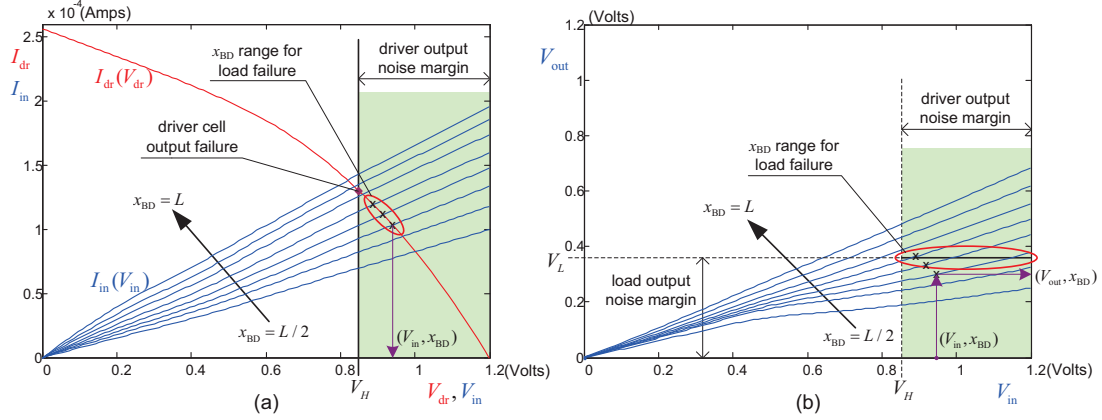 × 10⁻⁴ (Amps)
2.5
2
1.5
1
0.5
0
I_dr
I_in
I_dr(V_dr)
x_BD range for
load failure
driver output
noise margin
driver cell
output failure
x_BD = L
I_in(V_in)
x_BD = L/2
(V_in, x_BD)
0 0.2 0.4 0.6 0.8 1 1.2(Volts)
V_H
V_dr, V_in
(a)
(Volts)
1.2
1
0.8
0.6
0.4
0.2
0
V_out
driver output
noise margin
x_BD range for
load failure
x_BD = L
V_L
load output
noise margin
(V_out, x_BD)
x_BD = L/2
(V_in, x_BD)
0 0.2 0.4 0.6 0.8 1 1.2(Volts)
V_H
V_in
(b)